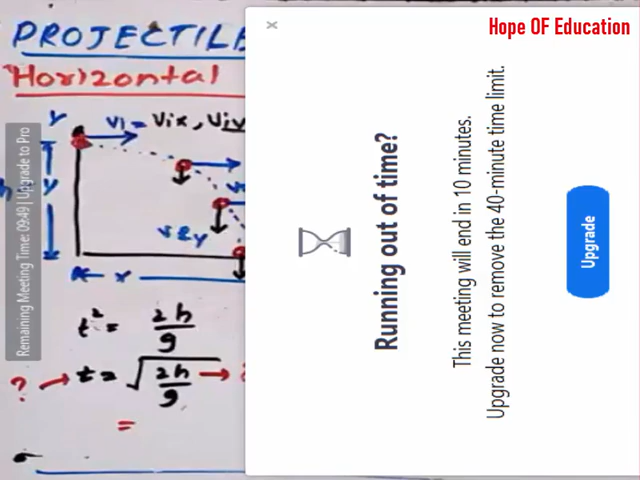 Hope OF Education
PROJECTILE
Horizontal
Y
Vi = Vix, Viy
Y
x
t² = 2h/g
? → t = √2h/g →
=
Remaining Meeting Time: 09:49 | Upgrade to Pro
×
Running out of time?
This meeting will end in 10 minutes.
Upgrade now to remove the 40-minute time limit.
Upgrade